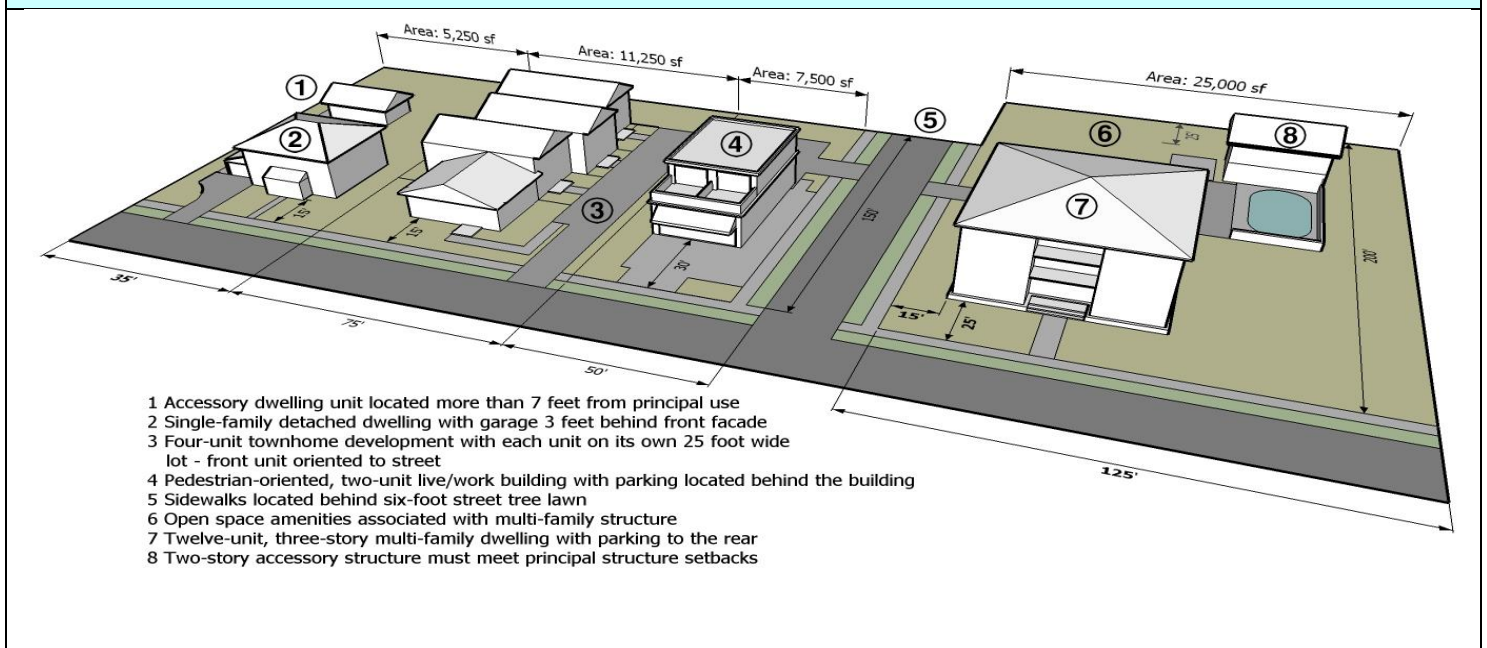 Area: 5,250 sf
Area: 11,250 sf
Area: 7,500 sf
Area: 25,000 sf
1
2
3
4
5
6
7
8
15'
15'
30'
150'
15'
25'
200'
35'
75'
50'
125'
1 Accessory dwelling unit located more than 7 feet from principal use
2 Single-family detached dwelling with garage 3 feet behind front facade
3 Four-unit townhome development with each unit on its own 25 foot wide
lot - front unit oriented to street
4 Pedestrian-oriented, two-unit live/work building with parking located behind the building
5 Sidewalks located behind six-foot street tree lawn
6 Open space amenities associated with multi-family structure
7 Twelve-unit, three-story multi-family dwelling with parking to the rear
8 Two-story accessory structure must meet principal structure setbacks